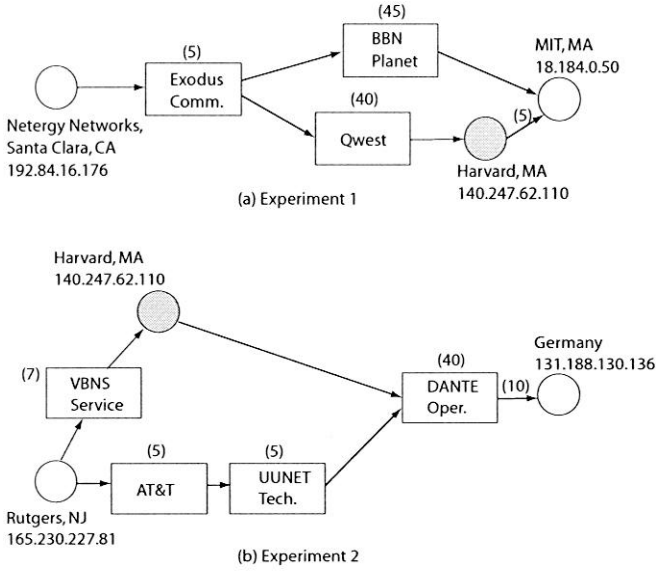 (45)
BBN
Planet
MIT, MA
18.184.0.50
(5)
Exodus
Comm.
(40)
Qwest
(5)
Netergy Networks,
Santa Clara, CA
192.84.16.176
Harvard, MA
140.247.62.110
(a) Experiment 1
Harvard, MA
140.247.62.110
Germany
131.188.130.136
(7)
VBNS
Service
(40)
DANTE
Oper.
(10)
(5)
AT&T
(5)
UUNET
Tech.
Rutgers, NJ
165.230.227.81
(b) Experiment 2